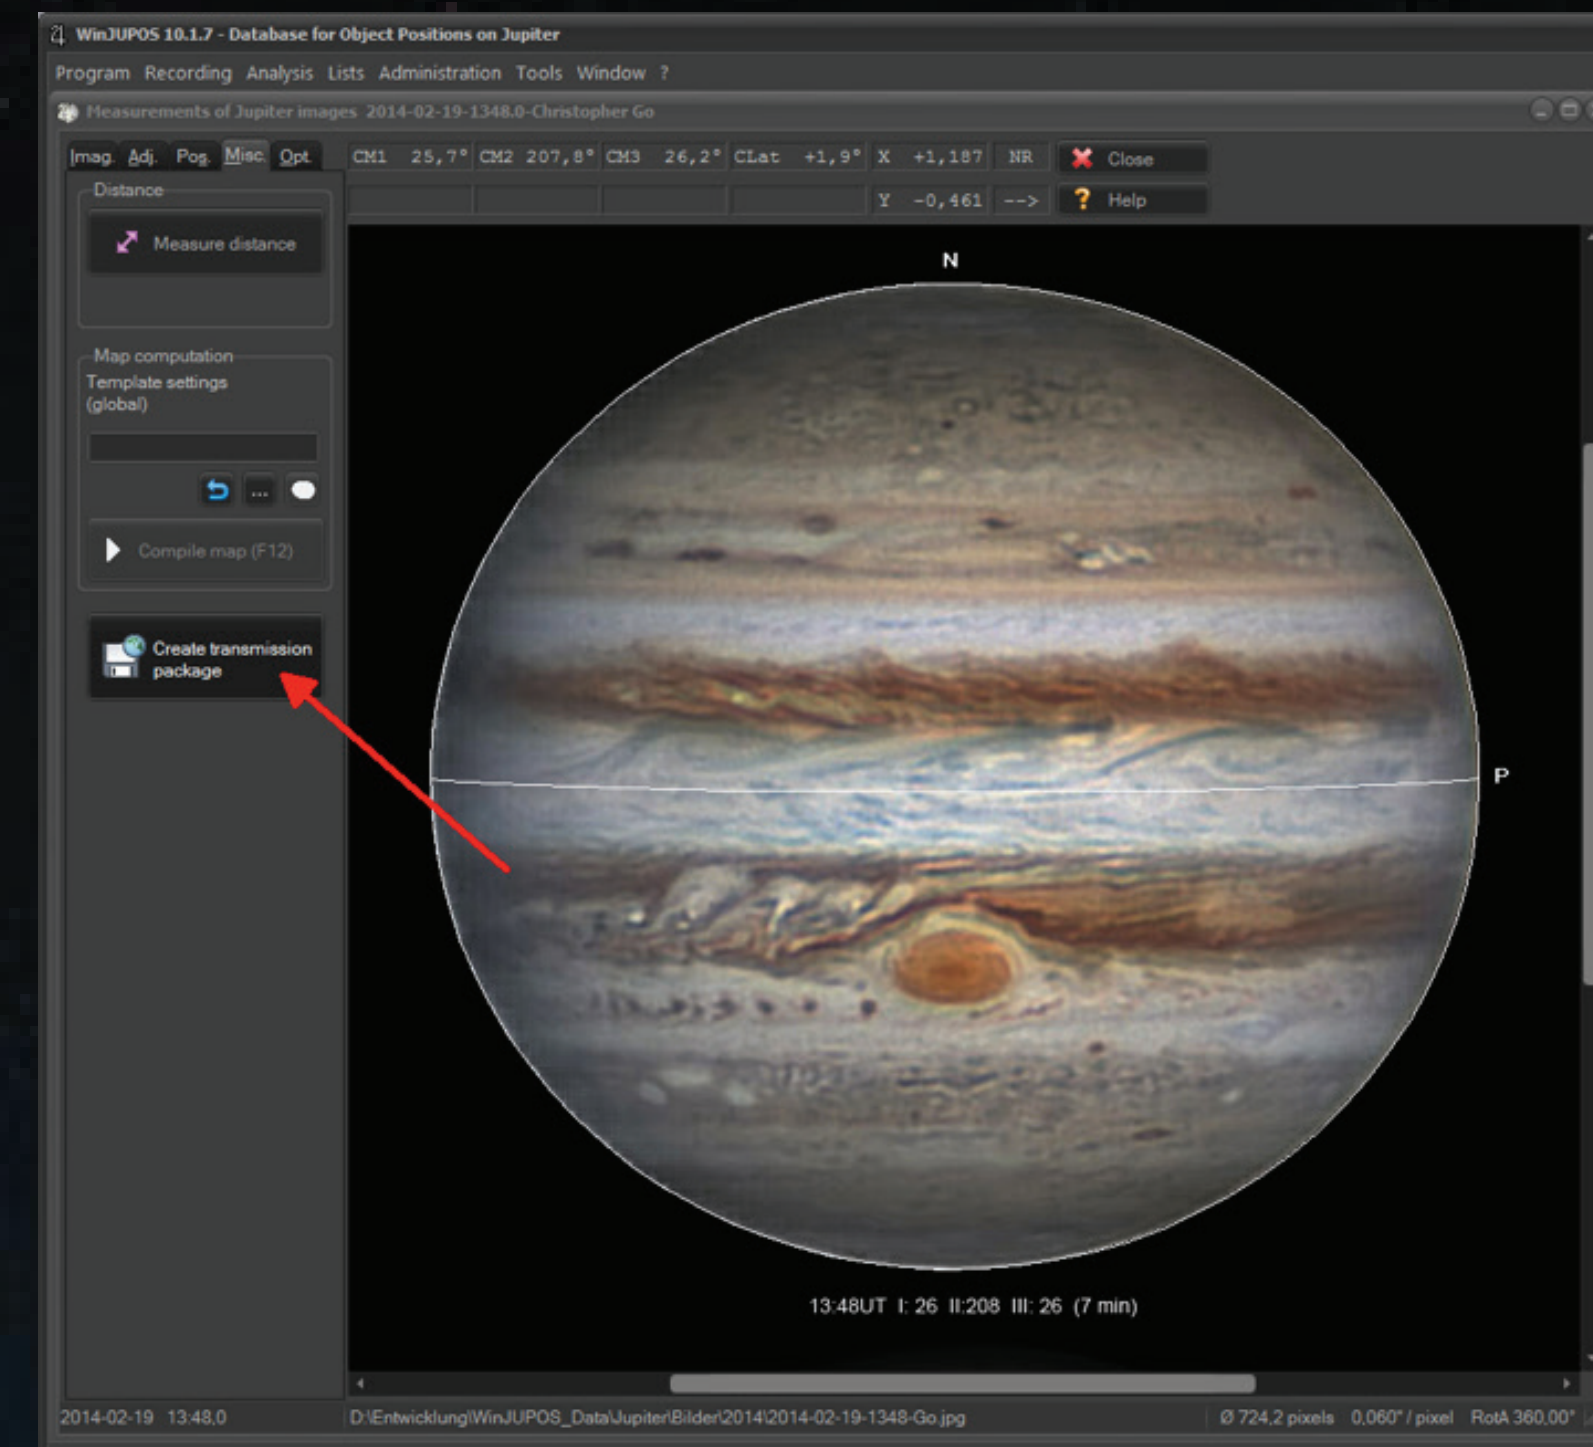 WinJUPOS 10.1.7 - Database for Object Positions on Jupiter
Program Recording Analysis Lists Administration Tools Window ?
Measurements of Jupiter images 2014-02-19-1348.0-Christopher Go
Imag. Adj. Pos. Misc. Opt. CM1 25,7° CM2 207,8° CM3 26,2° CLat +1,9° X +1,187 NR Close
Y -0,461 --> ? Help
Distance
Measure distance
Map computation
Template settings
(global)
...
Compile map (F12)
Create transmission
package
N
P
13:48UT I: 26 II:208 III: 26 (7 min)
2014-02-19 13:48,0 D:\Entwicklung\WinJUPOS_Data\Jupiter\Bilder\2014\2014-02-19-1348-Go.jpg Ø 724,2 pixels 0,060" / pixel RotA 360,00°